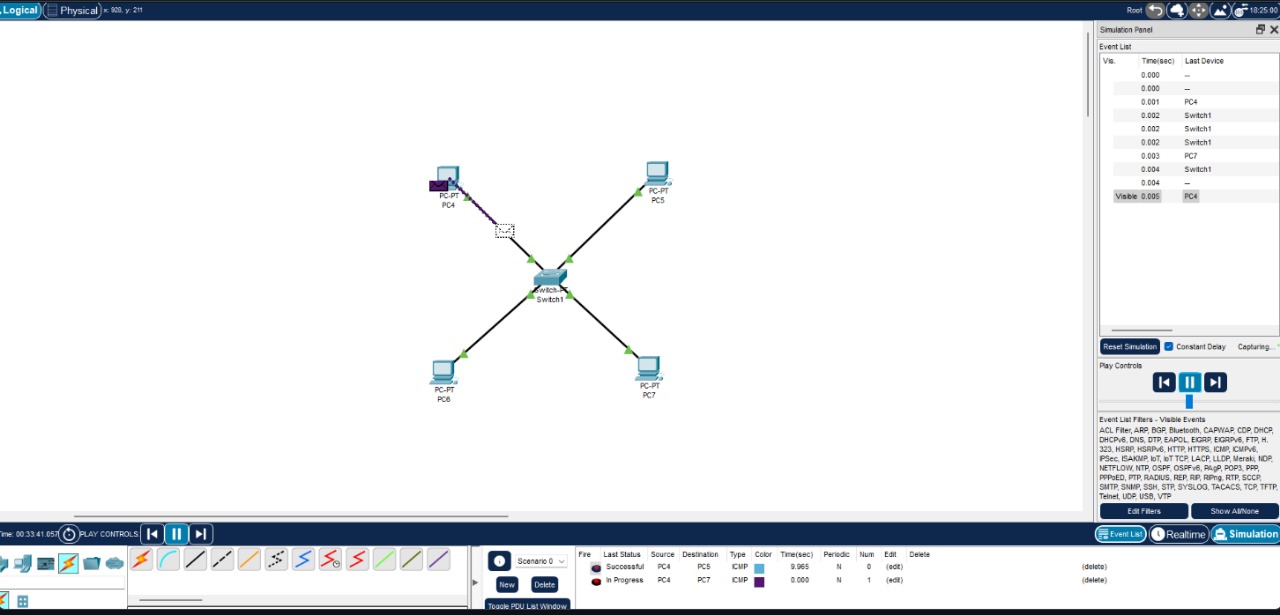 Logical Physical x: 928, y: 211 Root 18:25:00
Simulation Panel
Event List
Vis. Time(sec) Last Device
0.000 --
0.000 --
0.001 PC4
0.002 Switch1
0.002 Switch1
0.002 Switch1
0.003 PC7
0.004 Switch1
0.004 --
Visible 0.005 PC4
PC-PT
PC4
PC-PT
PC5
Switch-PT
Switch1
PC-PT
PC6
PC-PT
PC7
Reset Simulation Constant Delay Capturing...
Play Controls
Event List Filters - Visible Events
ACL Filter, ARP, BGP, Bluetooth, CAPWAP, CDP, DHCP,
DHCPv6, DNS, DTP, EAPOL, EIGRP, EIGRPv6, FTP, H.
323, HSRP, HSRPv6, HTTP, HTTPS, ICMP, ICMPv6,
IPSec, ISAKMP, IoT, IoT TCP, LACP, LLDP, Meraki, NDP,
NETFLOW, NTP, OSPF, OSPFv6, PAgP, POP3, PPP,
PPPoED, PTP, RADIUS, REP, RIP, RIPng, RTP, SCCP,
SMTP, SNMP, SSH, STP, SYSLOG, TACACS, TCP, TFTP,
Telnet, UDP, USB, VTP
Edit Filters Show All/None
Time: 00:33:41.057 PLAY CONTROLS: Event List Realtime Simulation
Scenario 0
New Delete
Toggle PDU List Window
Fire Last Status Source Destination Type Color Time(sec) Periodic Num Edit Delete
Successful PC4 PC5 ICMP 9.965 N 0 (edit) (delete)
In Progress PC4 PC7 ICMP 0.000 N 1 (edit) (delete)